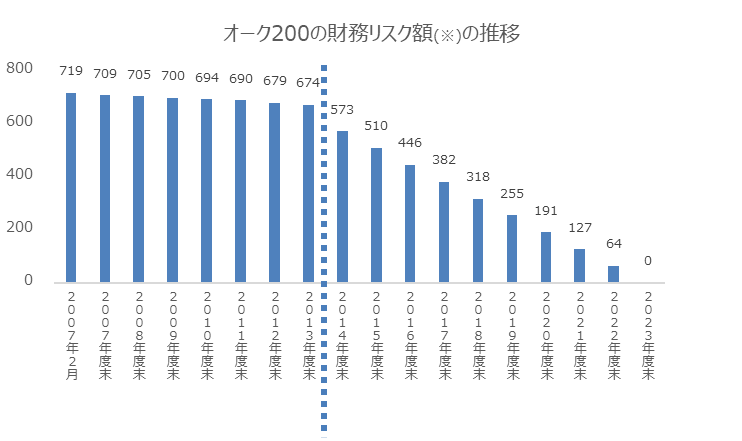 オーク200の財務リスク額(※)の推移
800
600
400
200
0
719
709
705
700
694
690
679
674
573
510
446
382
318
255
191
127
64
0
2007年2月
2007年度末
2008年度末
2009年度末
2010年度末
2011年度末
2012年度末
2013年度末
2014年度末
2015年度末
2016年度末
2017年度末
2018年度末
2019年度末
2020年度末
2021年度末
2022年度末
2023年度末